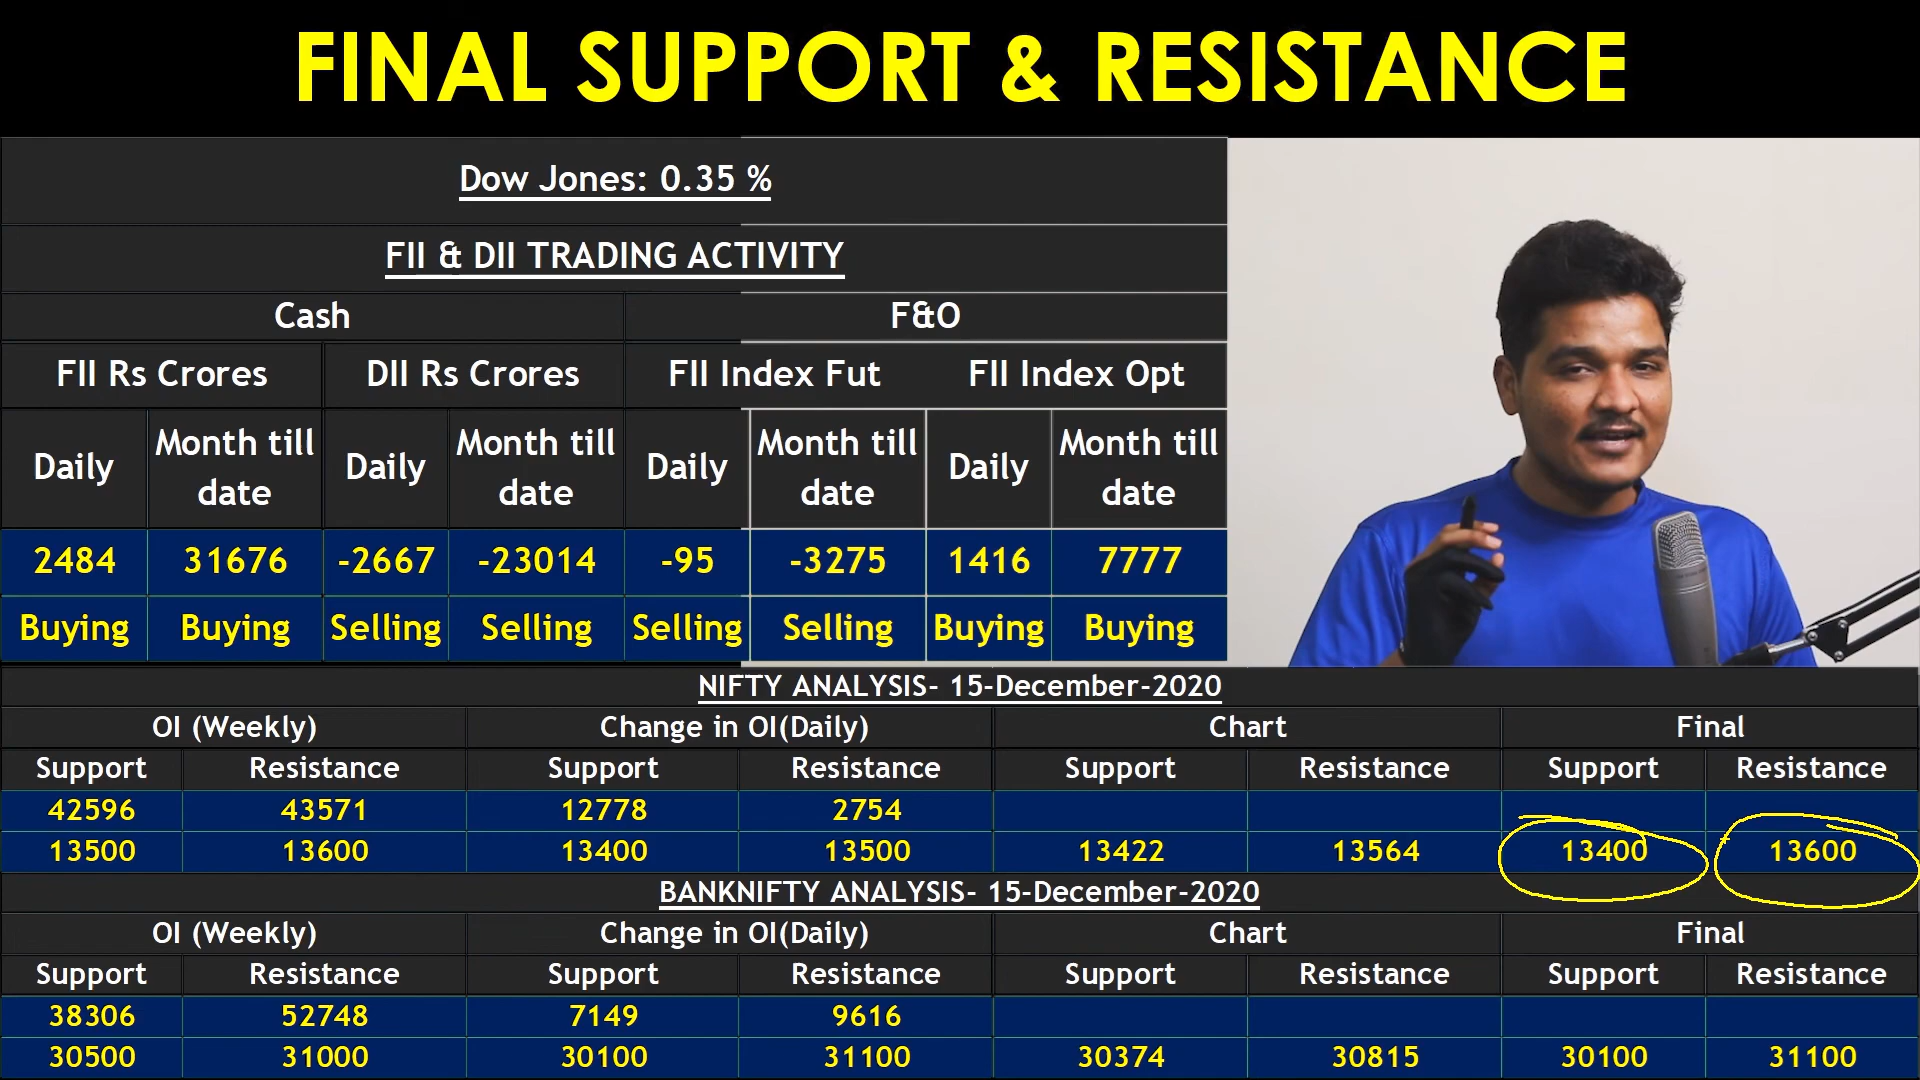 FINAL SUPPORT & RESISTANCE
Dow Jones: 0.35 %
FII & DII TRADING ACTIVITY
Cash F&O
FII Rs Crores DII Rs Crores FII Index Fut FII Index Opt
Daily Month till date Daily Month till date Daily Month till date Daily Month till date
2484 31676 -2667 -23014 -95 -3275 1416 7777
Buying Buying Selling Selling Selling Selling Buying Buying
NIFTY ANALYSIS- 15-December-2020
OI (Weekly) Change in OI(Daily) Chart Final
Support Resistance Support Resistance Support Resistance Support Resistance
42596 43571 12778 2754
13500 13600 13400 13500 13422 13564 13400 13600
BANKNIFTY ANALYSIS- 15-December-2020
OI (Weekly) Change in OI(Daily) Chart Final
Support Resistance Support Resistance Support Resistance Support Resistance
38306 52748 7149 9616
30500 31000 30100 31100 30374 30815 30100 31100